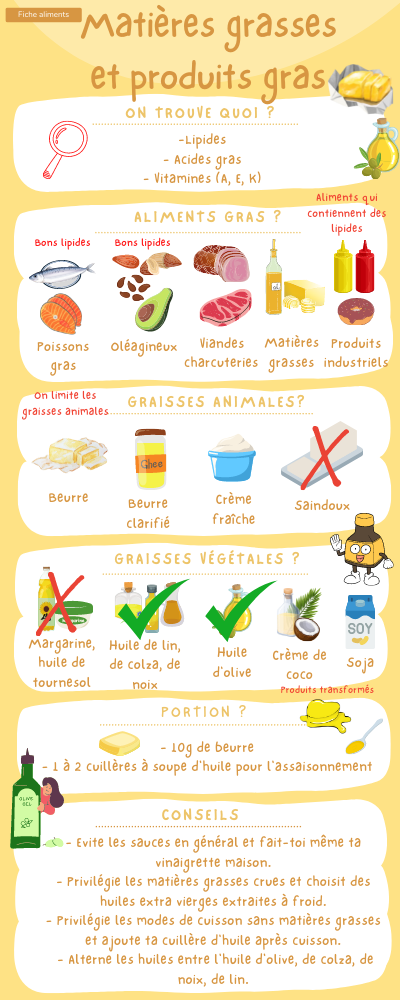 Fiche aliments
Matières grasses
et produits gras
ON TROUVE QUOI ?
-Lipides
- Acides gras
- Vitamines (A, E, K)
Aliments qui
contiennent des
lipides
ALIMENTS GRAS ?
Bons lipides
Bons lipides
Poissons
gras
Oléagineux
Viandes
charcuteries
Matières
grasses
Produits
industriels
On limite les
graisses animales
GRAISSES ANIMALES?
Ghee
Beurre
Beurre
clarifié
Crème
fraîche
Saindoux
GRAISSES VÉGÉTALES ?
SOY
Margarine,
huile de
tournesol
Huile de lin,
de colza, de
noix
Huile
d'olive
Crème de
coco
Soja
Produits transformés
PORTION ?
- 10g de beurre
- 1 à 2 cuillères à soupe d'huile pour l'assaisonnement
OLIVE
OIL
CONSEILS
- Evite les sauces en général et fait-toi même ta
vinaigrette maison.
- Privilégie les matières grasses crues et choisit des
huiles extra vierges extraites à froid.
- Privilégie les modes de cuisson sans matières grasses
et ajoute ta cuillère d'huile après cuisson.
- Alterne les huiles entre l'huile d'olive, de colza, de
noix, de lin.